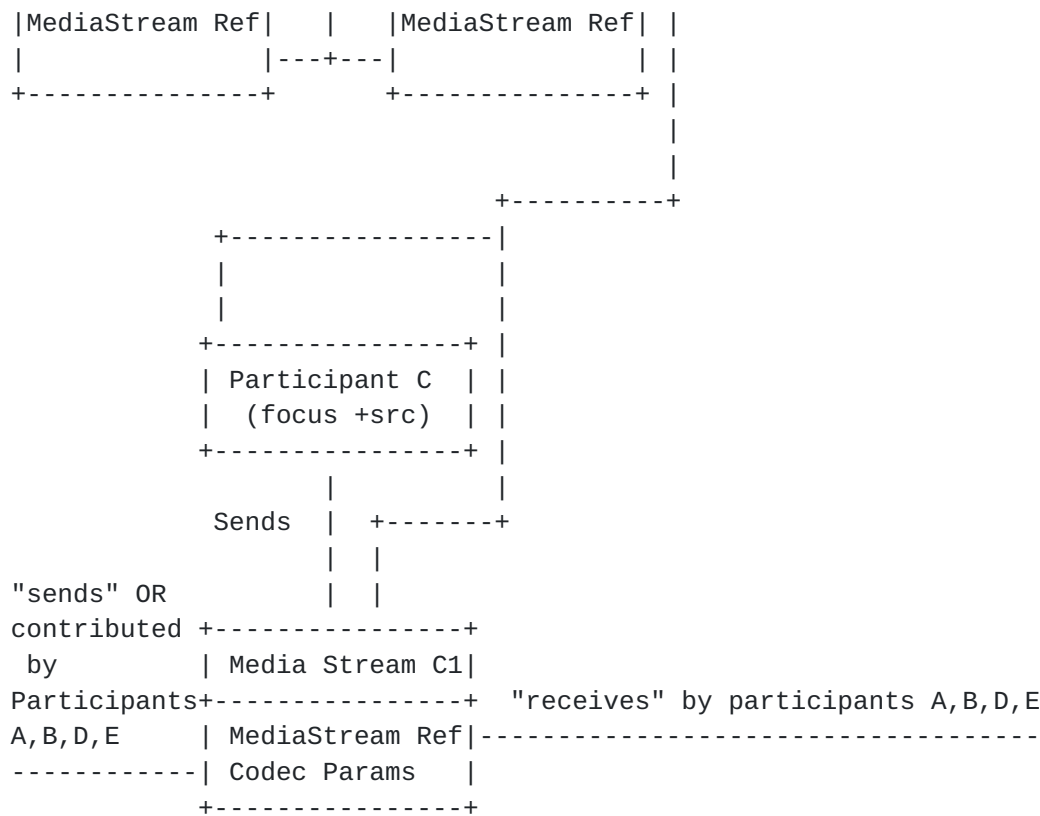 |MediaStream Ref|   |   |MediaStream Ref| |
|               |---+---|               | |
+---------------+       +---------------+ |
                                          |
                                          |
                               +----------+
             +-----------------|
             |                 |
             |                 |
            +----------------+ |
            | Participant C  | |
            |  (focus +src)  | |
            +----------------+ |
                    |          |
             Sends  |  +-------+
                    |  |
"sends" OR          |  |
contributed +----------------+
 by         | Media Stream C1|
Participants+----------------+  "receives" by participants A,B,D,E
A,B,D,E     | MediaStream Ref|------------------------------------
------------| Codec Params   |
            +----------------+